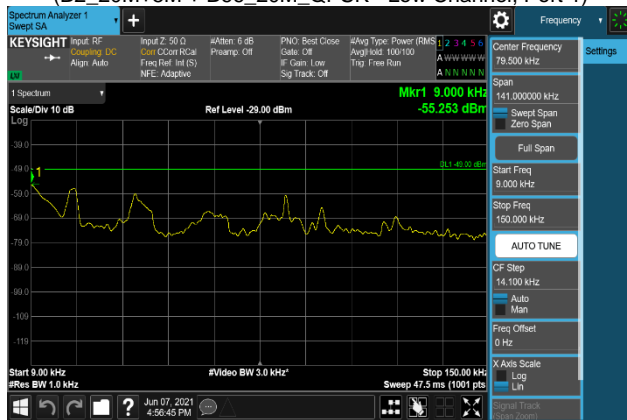 (B2_20M+5M + B66_20M_QPSK - Low Channel, Port 1)
Spectrum Analyzer 1
Swept SA
Frequency
KEYSIGHT
Input: RF
Coupling: DC
Align: Auto
Input Z: 50 Ω
Corr CCorr RCal
Freq Ref: Int (S)
NFE: Adaptive
#Atten: 6 dB
Preamp: Off
PNO: Best Close
Gate: Off
IF Gain: Low
Sig Track: Off
#Avg Type: Power (RMS
Avg|Hold: 100/100
Trig: Free Run
1 2 3 4 5 6
A W W W W W
A N N N N N
LW
1 Spectrum
Scale/Div 10 dB
Log
Ref Level -29.00 dBm
Mkr1 9.000 kHz
-55.253 dBm
DL1 -49.00 dBm
1
-39.0
-49.0
-59.0
-69.0
-79.0
-89.0
-99.0
-109
-119
Start 9.00 kHz
#Res BW 1.0 kHz
#Video BW 3.0 kHz*
Stop 150.00 kHz
Sweep 47.5 ms (1001 pts
Jun 07, 2021
4:56:45 PM
Center Frequency
79.500 kHz
Settings
Span
141.000000 kHz
Swept Span
Zero Span
Full Span
Start Freq
9.000 kHz
Stop Freq
150.000 kHz
AUTO TUNE
CF Step
14.100 kHz
Auto
Man
Freq Offset
0 Hz
X Axis Scale
Log
Lin
Signal Track
(Span Zoom)